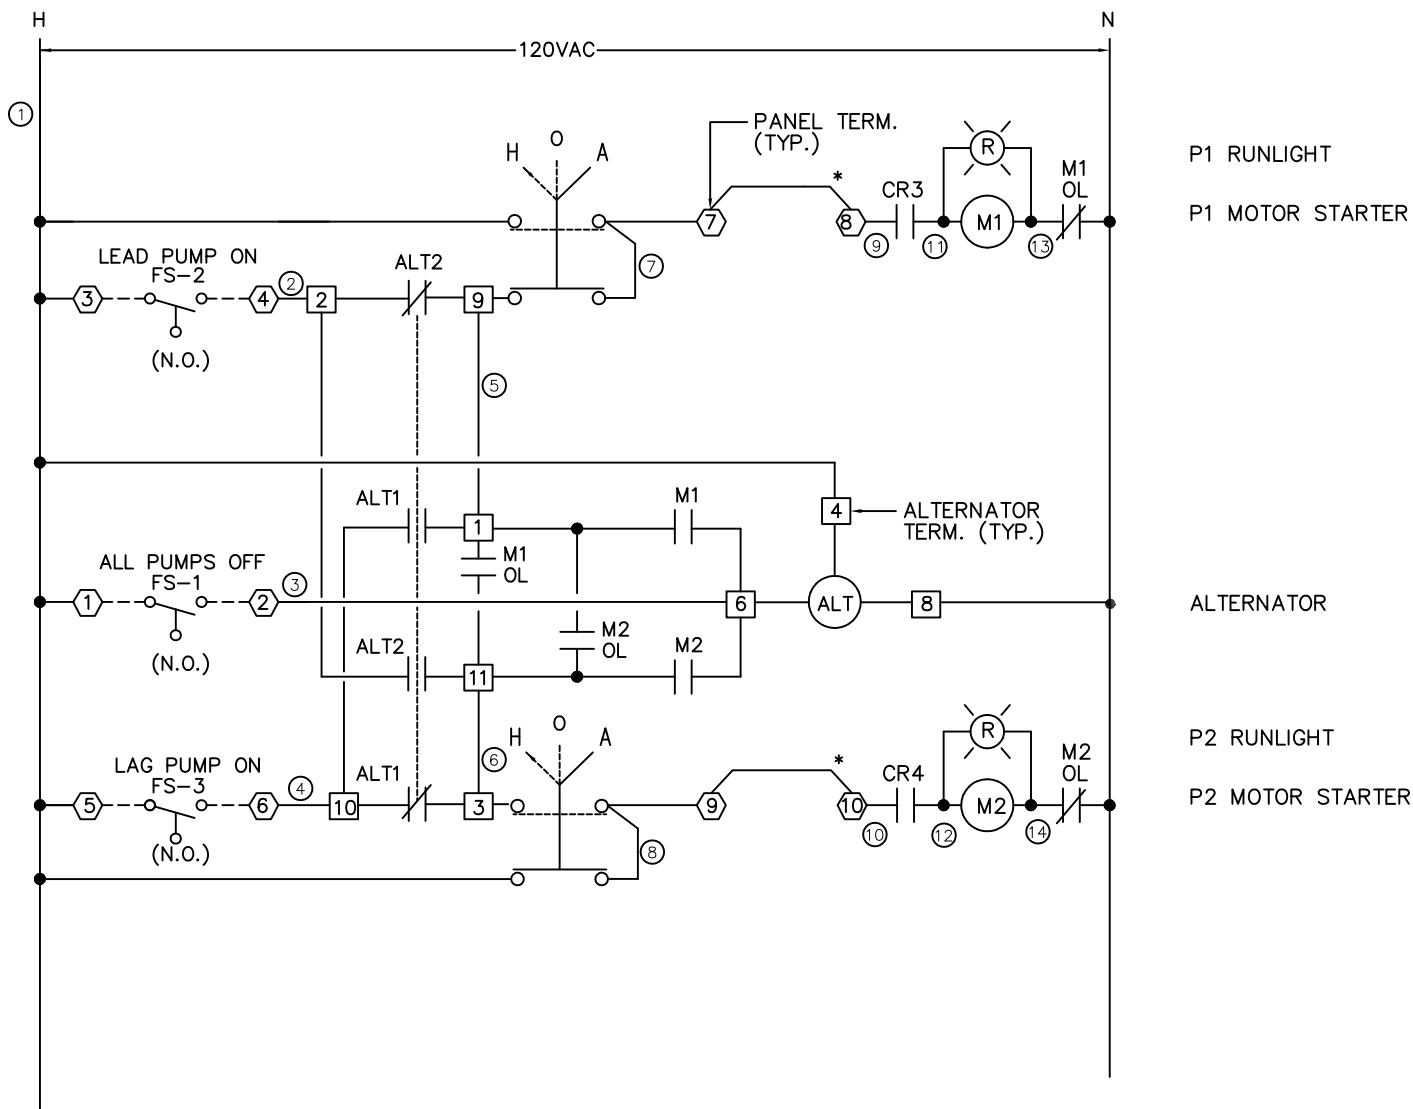 H
N
120VAC
1
PANEL TERM.
(TYP.)
H
O
A
*
R
P1 RUNLIGHT
CR3
M1
OL
7
8
9
11
M1
13
P1 MOTOR STARTER
LEAD PUMP ON
FS-2
3
4
2
2
ALT2
9
7
(N.O.)
5
ALT1
1
M1
4
ALTERNATOR
TERM. (TYP.)
M1
OL
ALL PUMPS OFF
FS-1
1
2
3
6
ALT
8
ALTERNATOR
(N.O.)
M2
OL
ALT2
11
M2
H
O
A
*
R
P2 RUNLIGHT
LAG PUMP ON
FS-3
5
6
4
10
ALT1
6
3
9
10
10
CR4
12
M2
14
M2
OL
P2 MOTOR STARTER
(N.O.)
8